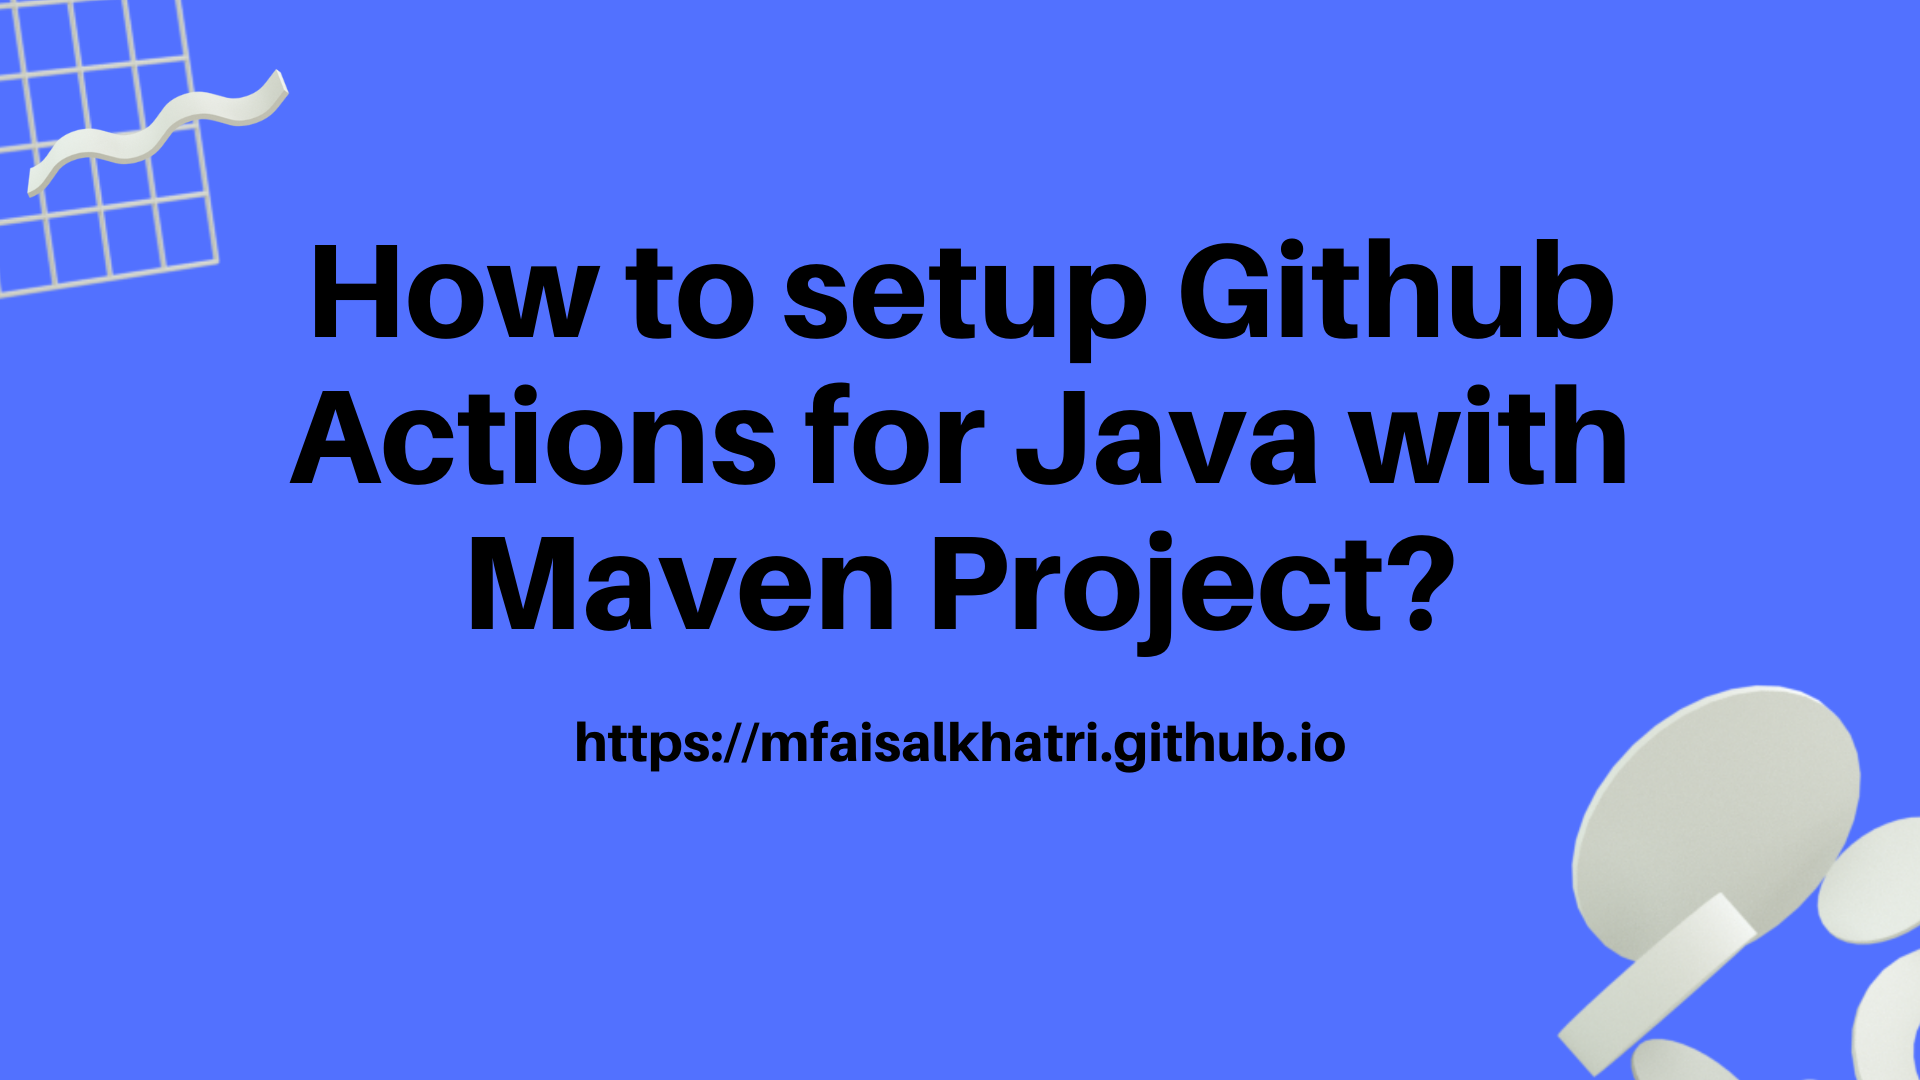 How to setup Github
Actions for Java with
Maven Project?
https://mfaisalkhatri.github.io